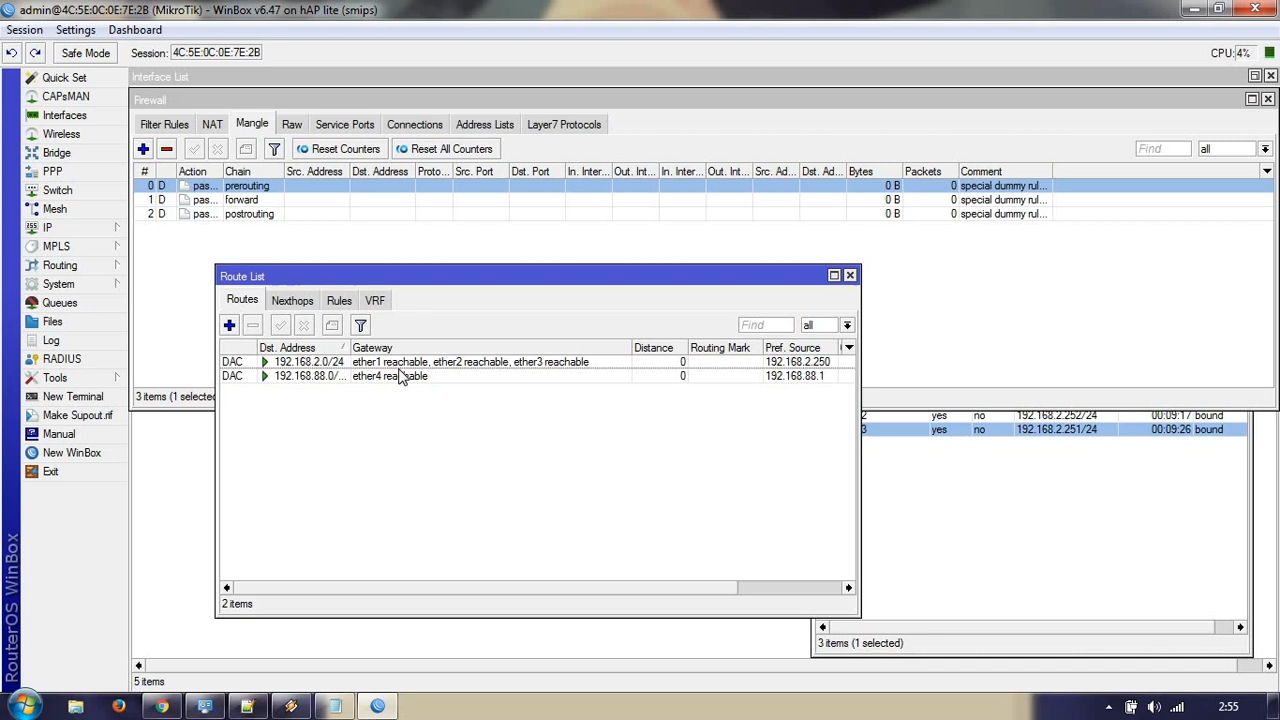 admin@4C:5E:0C:0E:7E:2B (MikroTik) - WinBox v6.47 on hAP lite (smips)
Session Settings Dashboard
Safe Mode Session: 4C:5E:0C:0E:7E:2B CPU: 4%
Quick Set
CAPsMAN
Interfaces
Wireless
Bridge
PPP
Switch
Mesh
IP
MPLS
Routing
System
Queues
Files
Log
RADIUS
Tools
New Terminal
Make Supout.rif
Manual
New WinBox
Exit
RouterOS WinBox
Interface List
Firewall
Filter Rules NAT Mangle Raw Service Ports Connections Address Lists Layer7 Protocols
Reset Counters Reset All Counters Find all
# Action Chain Src. Address Dst. Address Proto... Src. Port Dst. Port In. Inter... Out. Int... In. Inter... Out. Int... Src. Ad... Dst. Ad... Bytes Packets Comment
0 D pas... prerouting 0 B 0 special dummy rul...
1 D pas... forward 0 B 0 special dummy rul...
2 D pas... postrouting 0 B 0 special dummy rul...
3 items (1 selected)
Route List
Routes Nexthops Rules VRF
Find all
Dst. Address Gateway Distance Routing Mark Pref. Source
DAC 192.168.2.0/24 ether1 reachable, ether2 reachable, ether3 reachable 0 192.168.2.250
DAC 192.168.88.0/... ether4 reachable 0 192.168.88.1
2 items
2 yes no 192.168.2.252/24 00:09:17 bound
3 yes no 192.168.2.251/24 00:09:26 bound
3 items (1 selected)
5 items
2:55